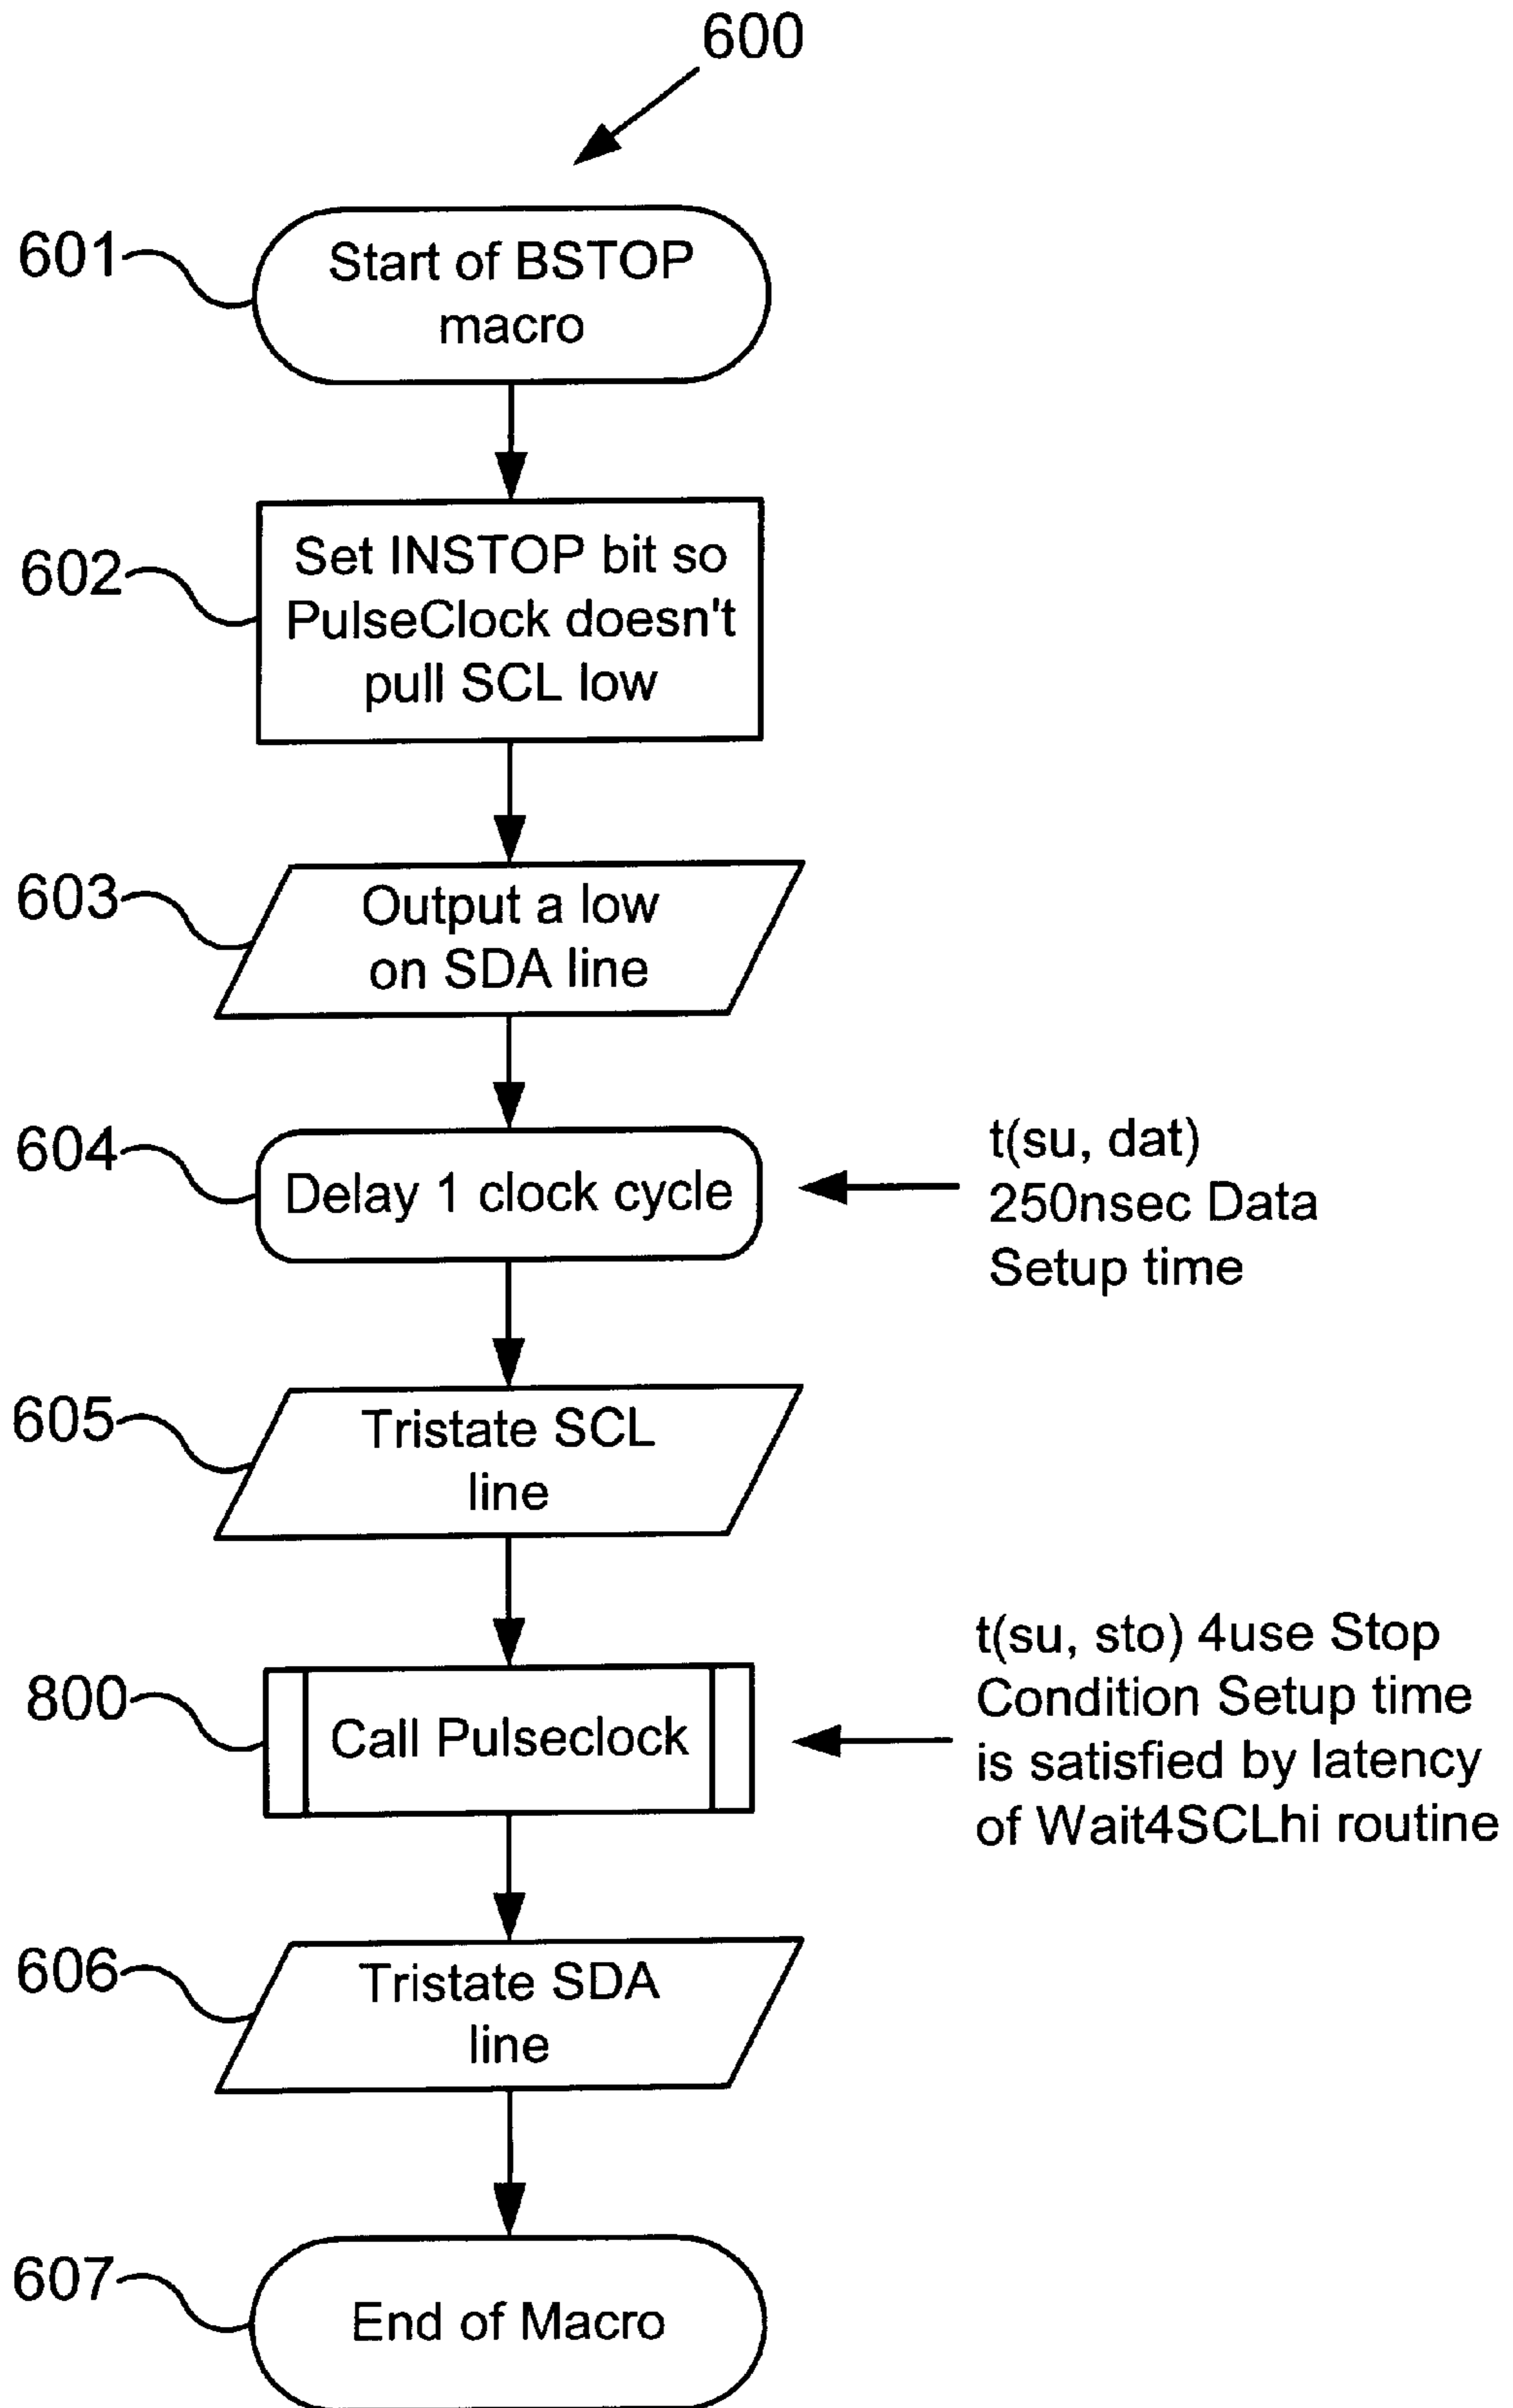 600
601
Start of BSTOP
macro
602
Set INSTOP bit so
PulseClock doesn't
pull SCL low
603
Output a low
on SDA line
604
Delay 1 clock cycle
t(su, dat)
250nsec Data
Setup time
605
Tristate SCL
line
800
Call Pulseclock
t(su, sto) 4use Stop
Condition Setup time
is satisfied by latency
of Wait4SCLhi routine
606
Tristate SDA
line
607
End of Macro